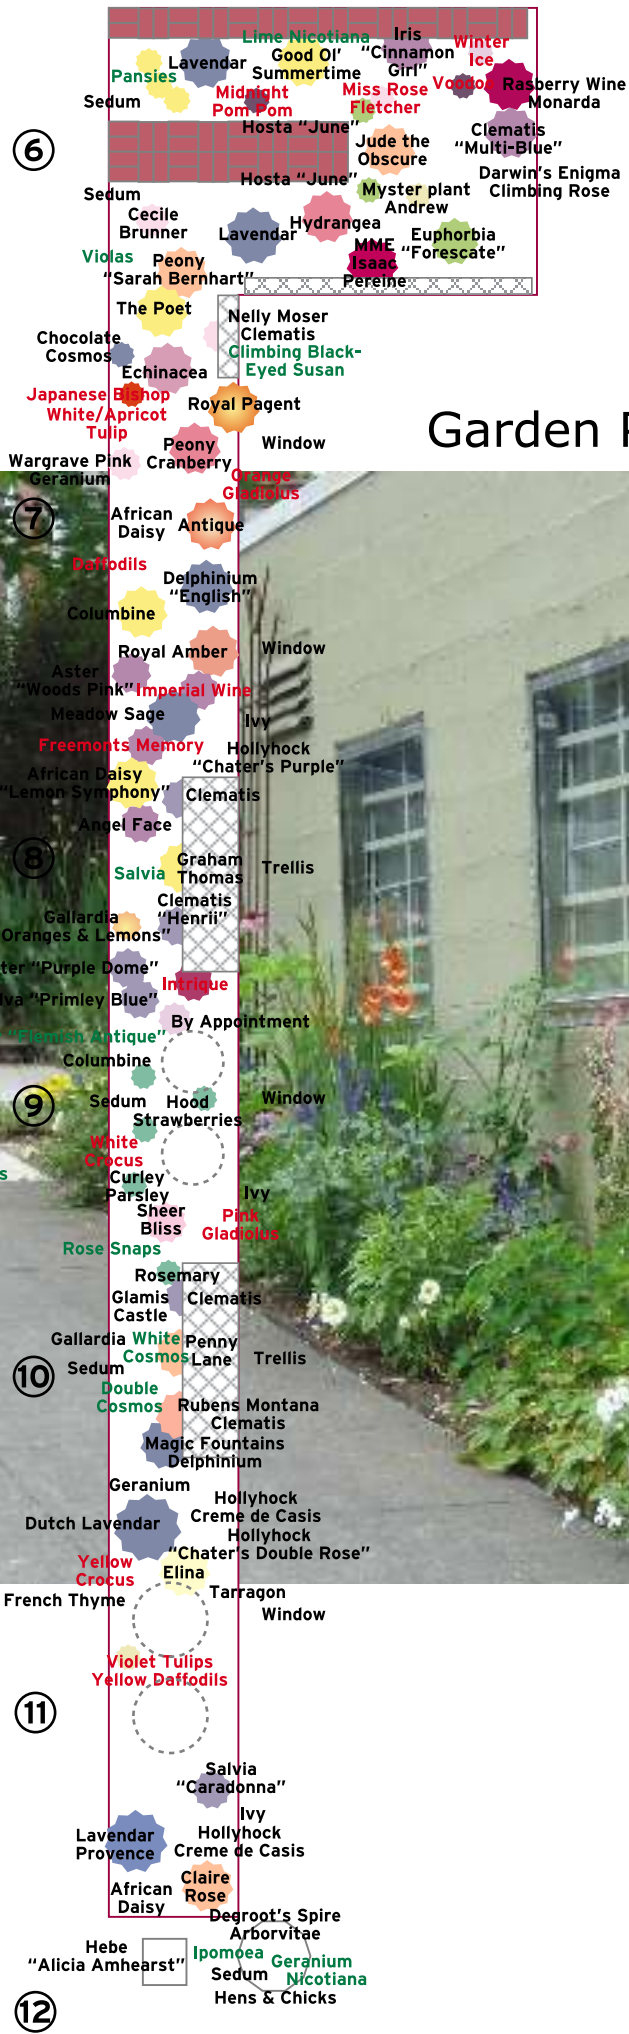 Lime Nicotiana
Iris
“Cinnamon
Girl”
Winter
Ice
Lavendar
Good Ol’
Summertime
Pansies
Sedum
Midnight
Pom Pom
Miss Rose
Fletcher
Voodoo
Rasberry Wine
Monarda
Hosta “June”
6
Jude the
Obscure
Clematis
“Multi-Blue”
Darwin’s Enigma
Climbing Rose
Hosta “June”
Sedum
Myster plant
Andrew
Cecile
Brunner
Lavendar
Hydrangea
Euphorbia
“Forescate”
MME
Isaac
Pereine
Violas
Peony
“Sarah Bernhart”
The Poet
Nelly Moser
Clematis
Climbing Black-
Eyed Susan
Chocolate
Cosmos
Echinacea
Japanese Bishop
White/Apricot
Tulip
Royal Pagent
Garden P
Peony
Cranberry
Window
Wargrave Pink
Geranium
Orange
Gladiolus
7
African
Daisy
Antique
Daffodils
Delphinium
“English”
Columbine
Royal Amber
Window
Aster
“Woods Pink”
Imperial Wine
Meadow Sage
Ivy
Freemonts Memory
Hollyhock
“Chater’s Purple”
African Daisy
“Lemon Symphony”
Clematis
Angel Face
8
Salvia
Graham
Thomas
Trellis
Clematis
“Henrii”
Gallardia
Oranges & Lemons”
ter “Purple Dome”
Intrique
lva “Primley Blue”
By Appointment
“Flemish Antique”
Columbine
9
Sedum
Hood
Strawberries
Window
White
Crocus
s
Curley
Parsley
Ivy
Sheer
Bliss
Pink
Gladiolus
Rose Snaps
Rosemary
Glamis
Castle
Clematis
Gallardia
White
Cosmos
Penny
Lane
Trellis
Sedum
10
Double
Cosmos
Rubens Montana
Clematis
Magic Fountains
Delphinium
Geranium
Hollyhock
Creme de Casis
Dutch Lavendar
Hollyhock
“Chater’s Double Rose”
Yellow
Crocus
Elina
French Thyme
Tarragon
Window
Violet Tulips
Yellow Daffodils
11
Salvia
“Caradonna”
Ivy
Lavendar
Provence
Hollyhock
Creme de Casis
Claire
Rose
African
Daisy
Degroot’s Spire
Arborvitae
Hebe
“Alicia Amhearst”
Ipomoea
Geranium
Nicotiana
Sedum
Hens & Chicks
12